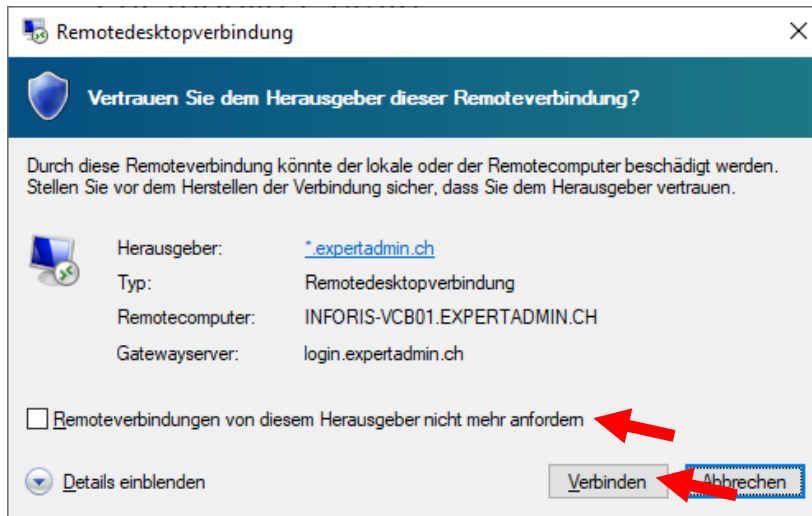 Remotedesktopverbindung
Vertrauen Sie dem Herausgeber dieser Remoteverbindung?
Durch diese Remoteverbindung könnte der lokale oder der Remotecomputer beschädigt werden.
Stellen Sie vor dem Herstellen der Verbindung sicher, dass Sie dem Herausgeber vertrauen.
Herausgeber: *.expertadmin.ch
Typ: Remotedesktopverbindung
Remotecomputer: INFORIS-VCB01.EXPERTADMIN.CH
Gatewayserver: login.expertadmin.ch
Remoteverbindungen von diesem Herausgeber nicht mehr anfordern
Details einblenden Verbinden Abbrechen